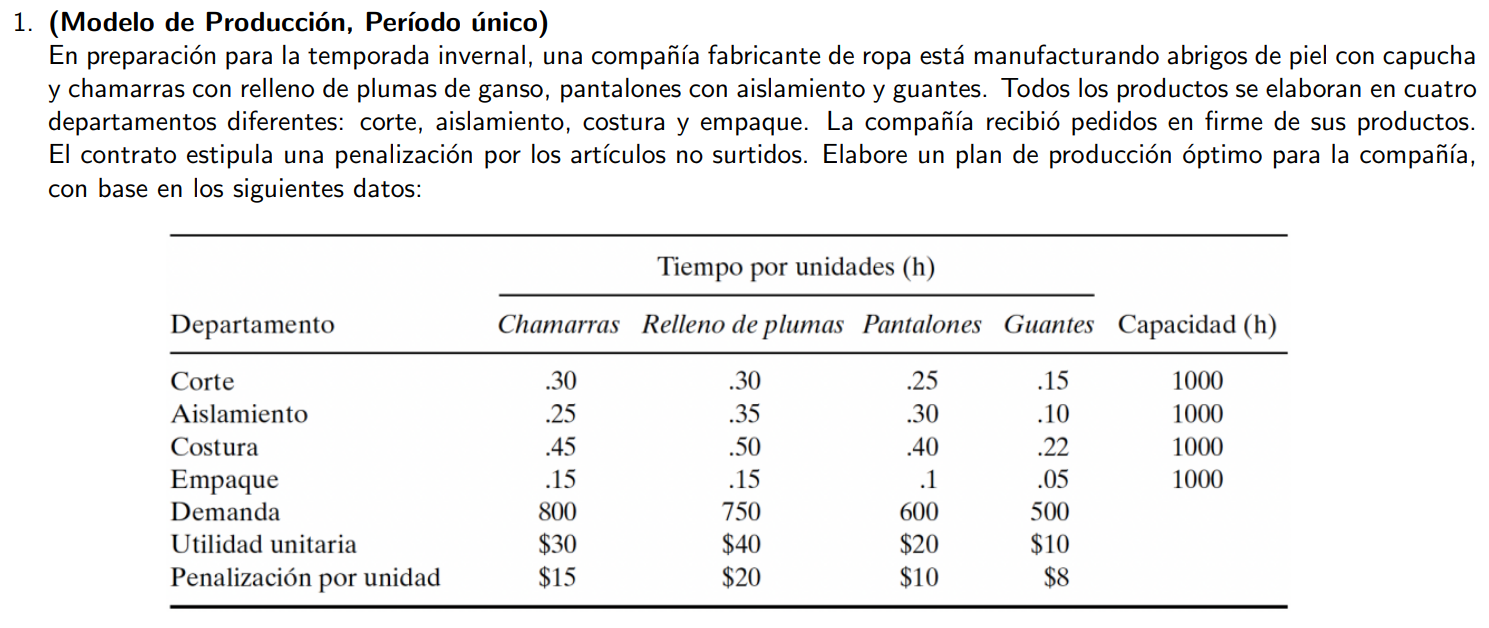 1. (Modelo de Producción, Período único)
En preparación para la temporada invernal, una compañía fabricante de ropa está manufacturando abrigos de piel con capucha
y chamarras con relleno de plumas de ganso, pantalones con aislamiento y guantes. Todos los productos se elaboran en cuatro
departamentos diferentes: corte, aislamiento, costura y empaque. La compañía recibió pedidos en firme de sus productos.
El contrato estipula una penalización por los artículos no surtidos. Elabore un plan de producción óptimo para la compañía,
con base en los siguientes datos:
Tiempo por unidades (h)
Departamento Chamarras Relleno de plumas Pantalones Guantes Capacidad (h)
Corte .30 .30 .25 .15 1000
Aislamiento .25 .35 .30 .10 1000
Costura .45 .50 .40 .22 1000
Empaque .15 .15 .1 .05 1000
Demanda 800 750 600 500
Utilidad unitaria $30 $40 $20 $10
Penalización por unidad $15 $20 $10 $8